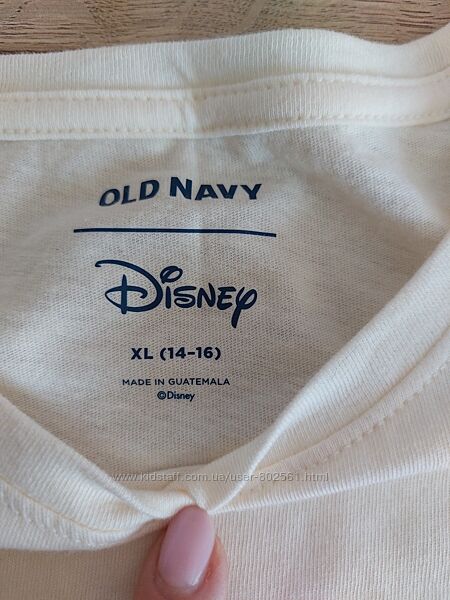 OLD NAVY
Disney
XL (14-16)
MADE IN GUATEMALA
©Disney
www.kidstaff.com.ua/user-802561.html